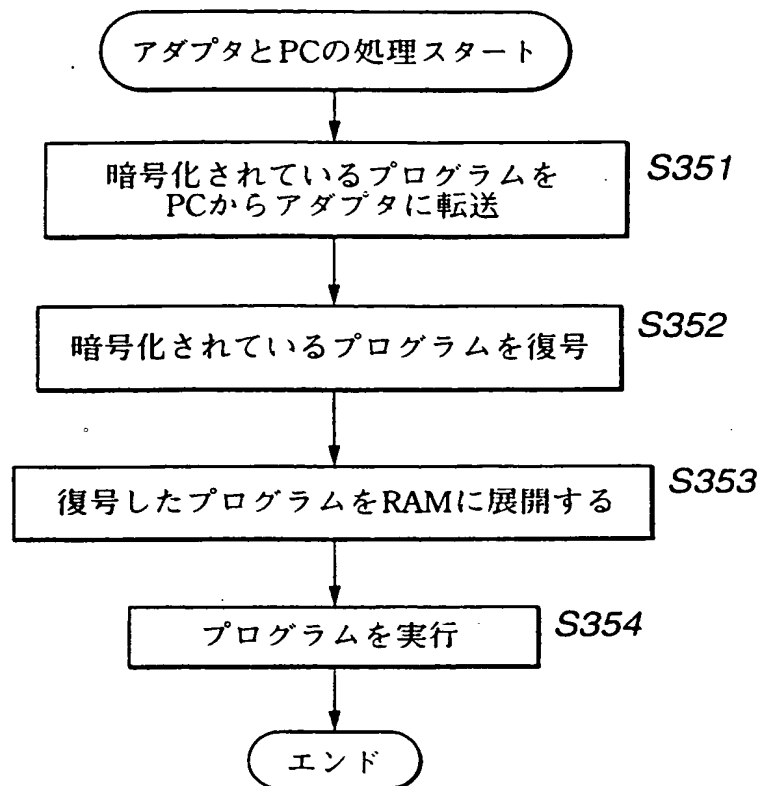 アダプタとPCの処理スタート
暗号化されているプログラムを
PCからアダプタに転送
S351
暗号化されているプログラムを復号
S352
復号したプログラムをRAMに展開する
S353
プログラムを実行
S354
エンド